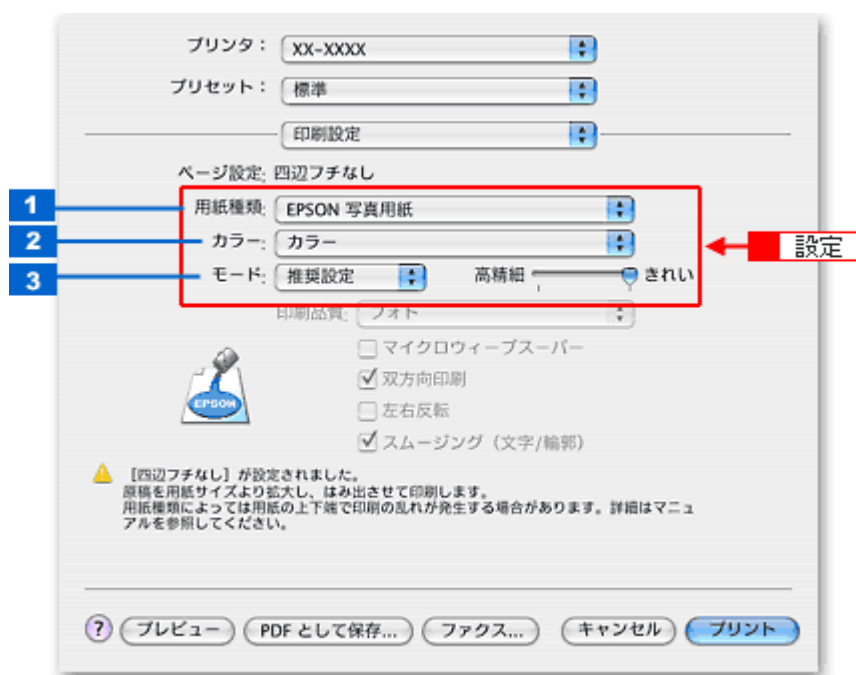 プリンタ： XX-XXXX
プリセット： 標準
印刷設定
ページ設定: 四辺フチなし
1 用紙種類: EPSON 写真用紙
2 カラー: カラー
設定
3 モード: 推奨設定 高精細 きれい
印刷品質: フォト
マイクロウィーブスーパー
双方向印刷
左右反転
スムージング（文字/輪郭）
EPSON
［四辺フチなし］が設定されました。
原稿を用紙サイズより拡大し、はみ出させて印刷します。
用紙種類によっては用紙の上下端で印刷の乱れが発生する場合があります。詳細はマニュ
アルを参照してください。
? プレビュー PDF として保存... ファクス... キャンセル プリント